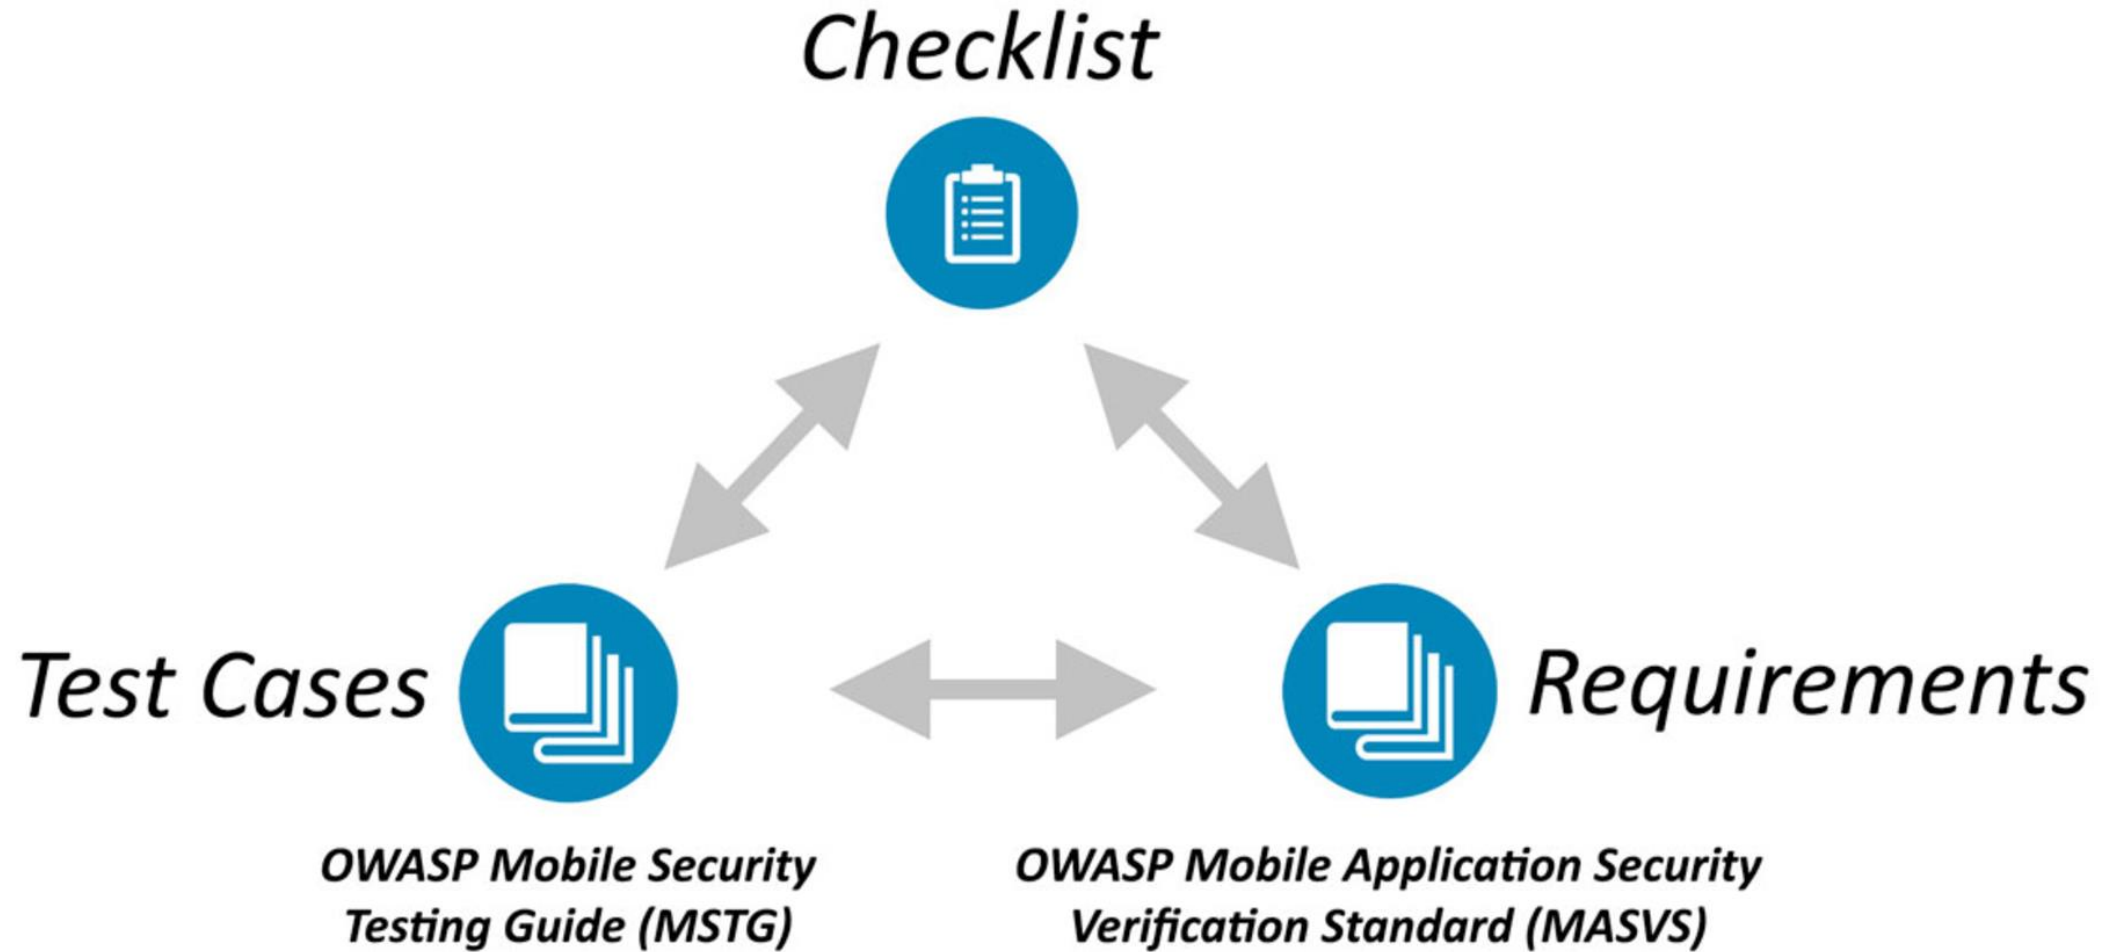 Checklist
Test Cases
Requirements
OWASP Mobile Security
Testing Guide (MSTG)
OWASP Mobile Application Security
Verification Standard (MASVS)